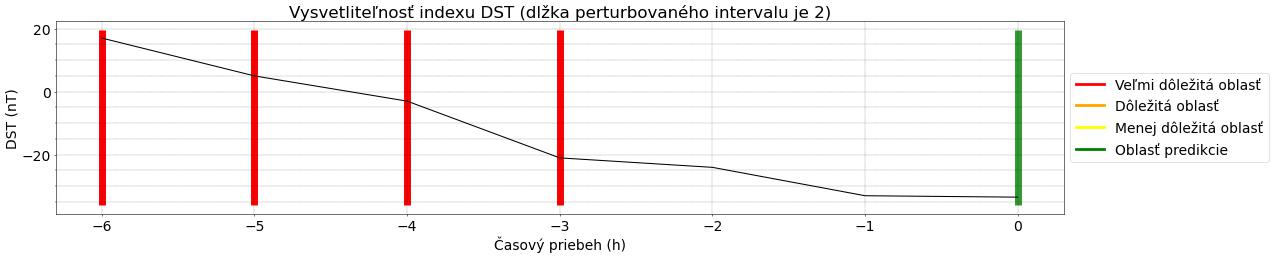 Vysvetliteľnosť indexu DST (dĺžka perturbovaného intervalu je 2)
20
0
−20
DST (nT)
−6 −5 −4 −3 −2 −1 0
Časový priebeh (h)
Veľmi dôležitá oblasť
Dôležitá oblasť
Menej dôležitá oblasť
Oblasť predikcie